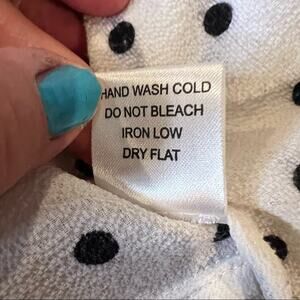 HAND WASH COLD
DO NOT BLEACH
IRON LOW
DRY FLAT